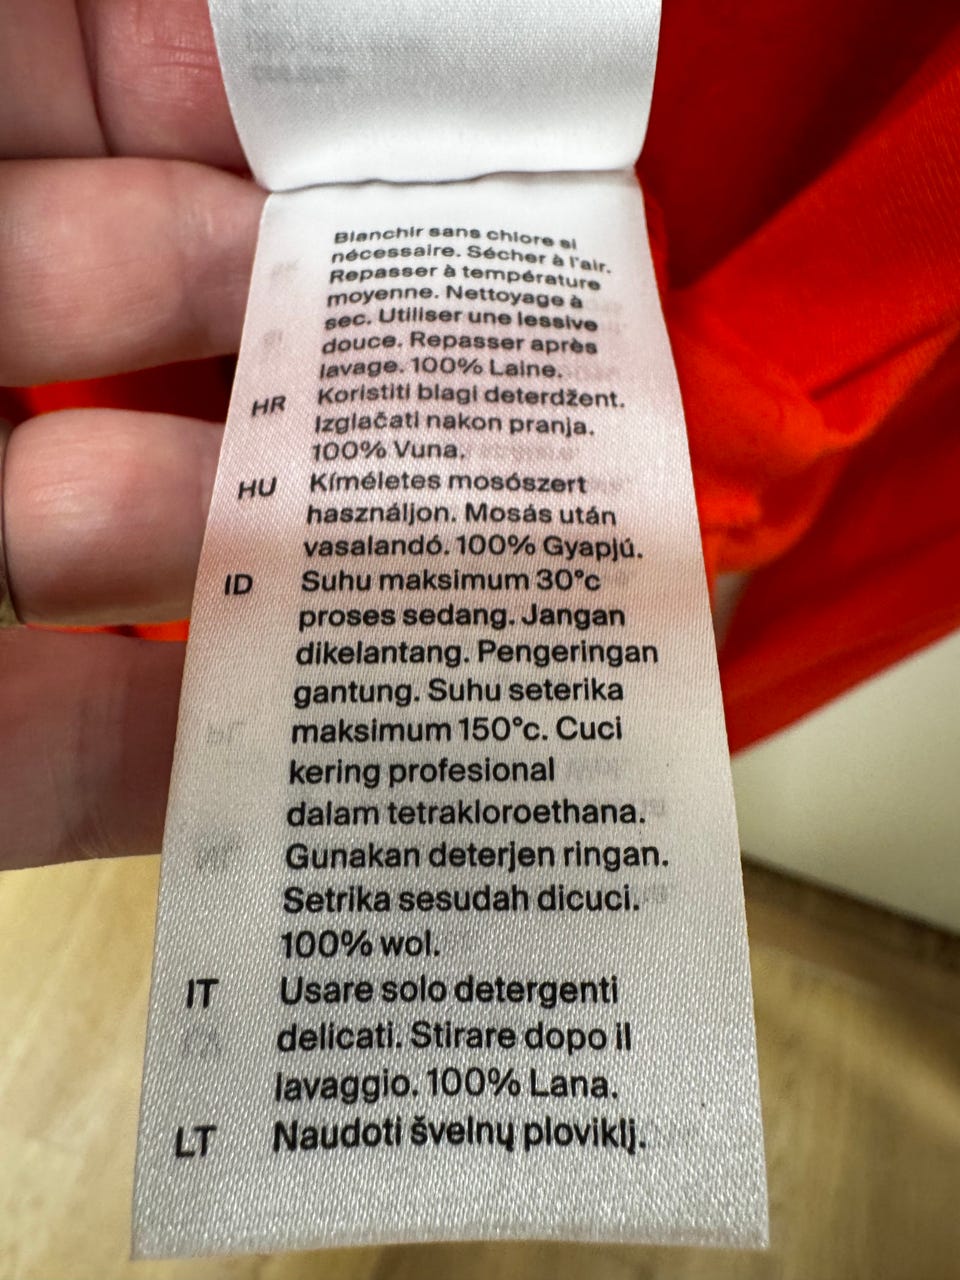 Blanchir sans chlore si
nécessaire. Sécher à l'air.
Repasser à température
moyenne. Nettoyage à
sec. Utiliser une lessive
douce. Repasser après
lavage. 100% Laine.
HR Koristiti blagi deterdžent.
Izglačati nakon pranja.
100% Vuna.
HU Kíméletes mosószert
használjon. Mosás után
vasalandó. 100% Gyapjú.
ID Suhu maksimum 30°c
proses sedang. Jangan
dikelantang. Pengeringan
gantung. Suhu seterika
maksimum 150°c. Cuci
kering profesional
dalam tetrakloroethana.
Gunakan deterjen ringan.
Setrika sesudah dicuci.
100% wol.
IT Usare solo detergenti
delicati. Stirare dopo il
lavaggio. 100% Lana.
LT Naudoti švelnų ploviklį.